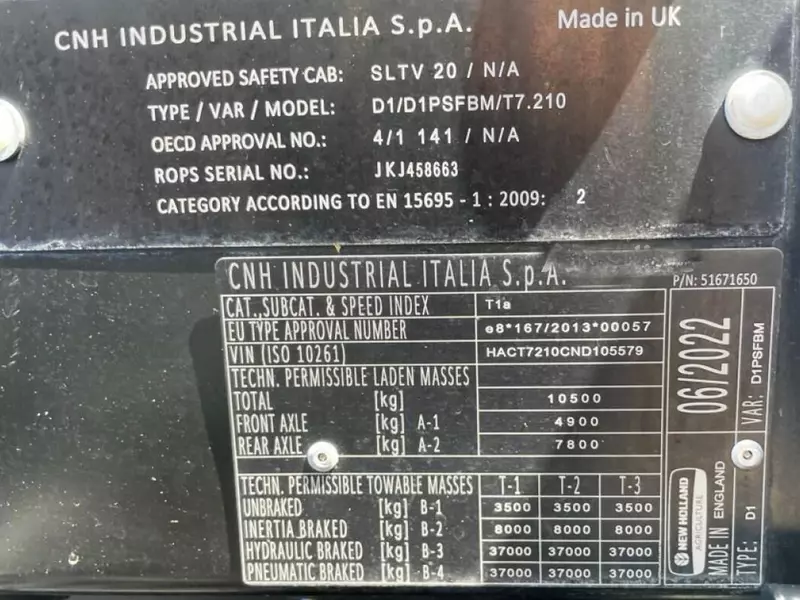 CNH INDUSTRIAL ITALIA S.p.A. Made in UK
APPROVED SAFETY CAB: SLTV 20 / N/A
TYPE / VAR / MODEL: D1/D1PSFBM/T7.210
OECD APPROVAL NO.: 4/1 141 / N/A
ROPS SERIAL NO.: JKJ458663
CATEGORY ACCORDING TO EN 15695 - 1 : 2009: 2
CNH INDUSTRIAL ITALIA S.p.A. P/N: 51671650
CAT.,SUBCAT. & SPEED INDEX T1a
EU TYPE APPROVAL NUMBER e8*167/2013*00057
VIN (ISO 10261) HACT7210CND105579
TECHN. PERMISSIBLE LADEN MASSES
TOTAL [kg] 10500
FRONT AXLE [kg] A-1 4900
REAR AXLE [kg] A-2 7800
TECHN. PERMISSIBLE TOWABLE MASSES T-1 T-2 T-3
UNBRAKED [kg] B-1 3500 3500 3500
INERTIA BRAKED [kg] B-2 8000 8000 8000
HYDRAULIC BRAKED [kg] B-3 37000 37000 37000
PNEUMATIC BRAKED [kg] B-4 37000 37000 37000
06/2022
NEW HOLLAND
AGRICULTURE
MADE IN ENGLAND
TYPE: D1 VAR: D1PSFBM